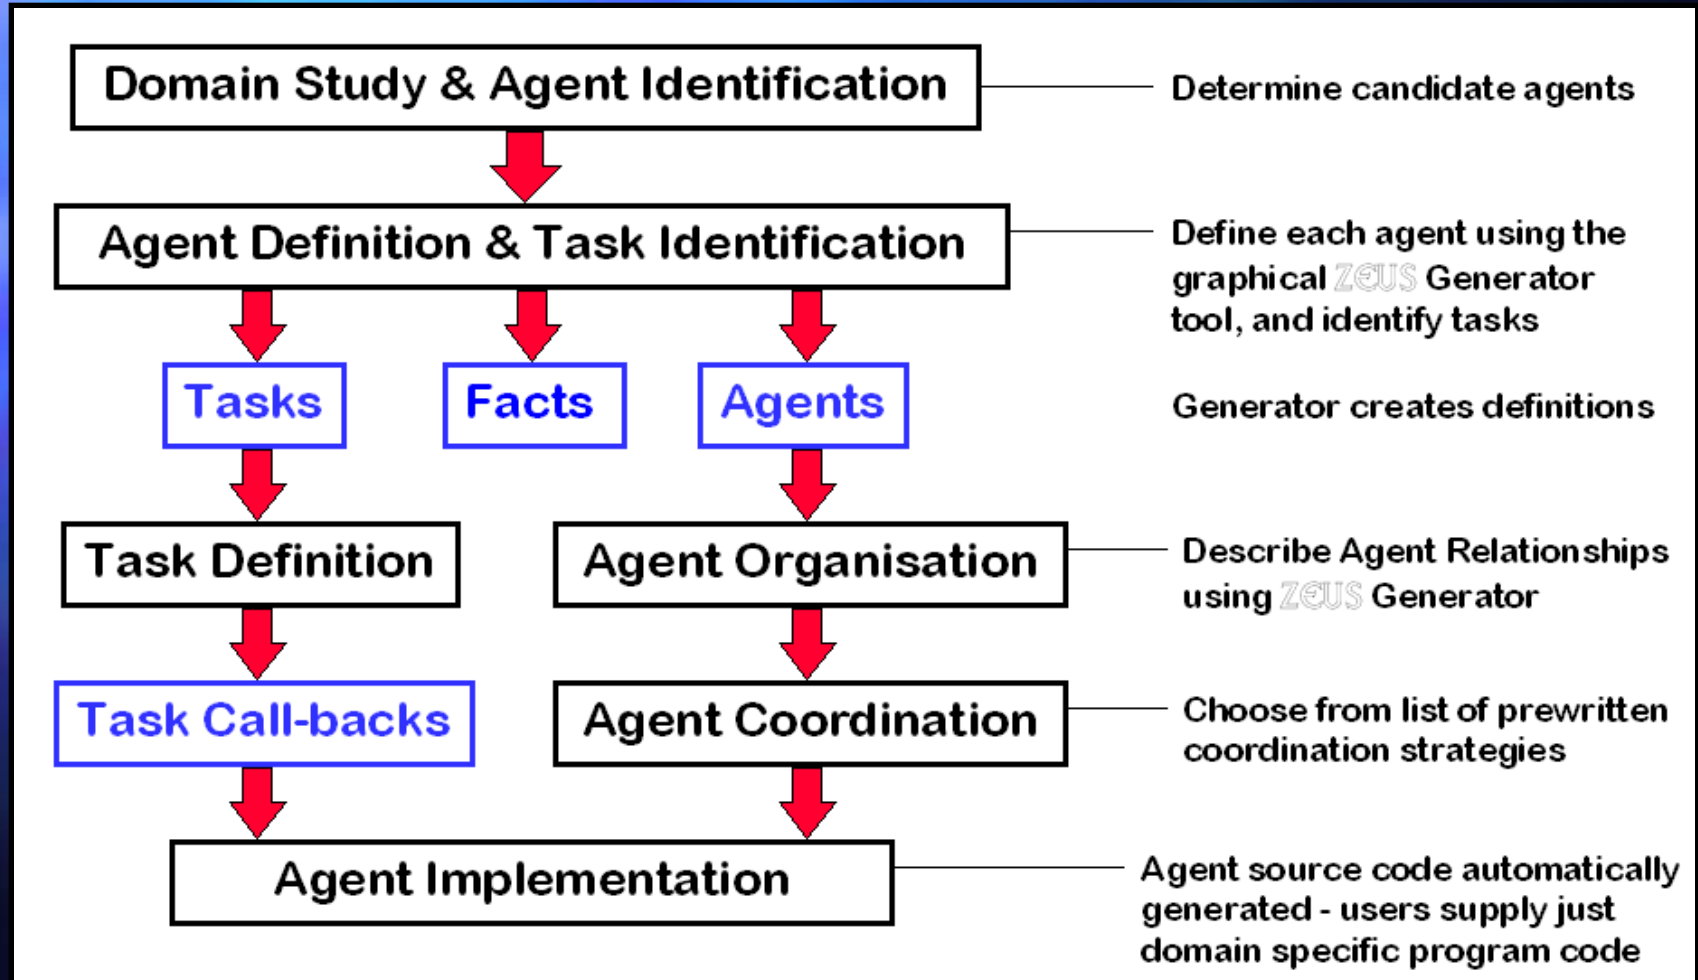 Domain Study & Agent Identification
Determine candidate agents
Agent Definition & Task Identification
Define each agent using the
graphical ZEUS Generator
tool, and identify tasks
Tasks
Facts
Agents
Generator creates definitions
Task Definition
Agent Organisation
Describe Agent Relationships
using ZEUS Generator
Task Call-backs
Agent Coordination
Choose from list of prewritten
coordination strategies
Agent Implementation
Agent source code automatically
generated - users supply just
domain specific program code